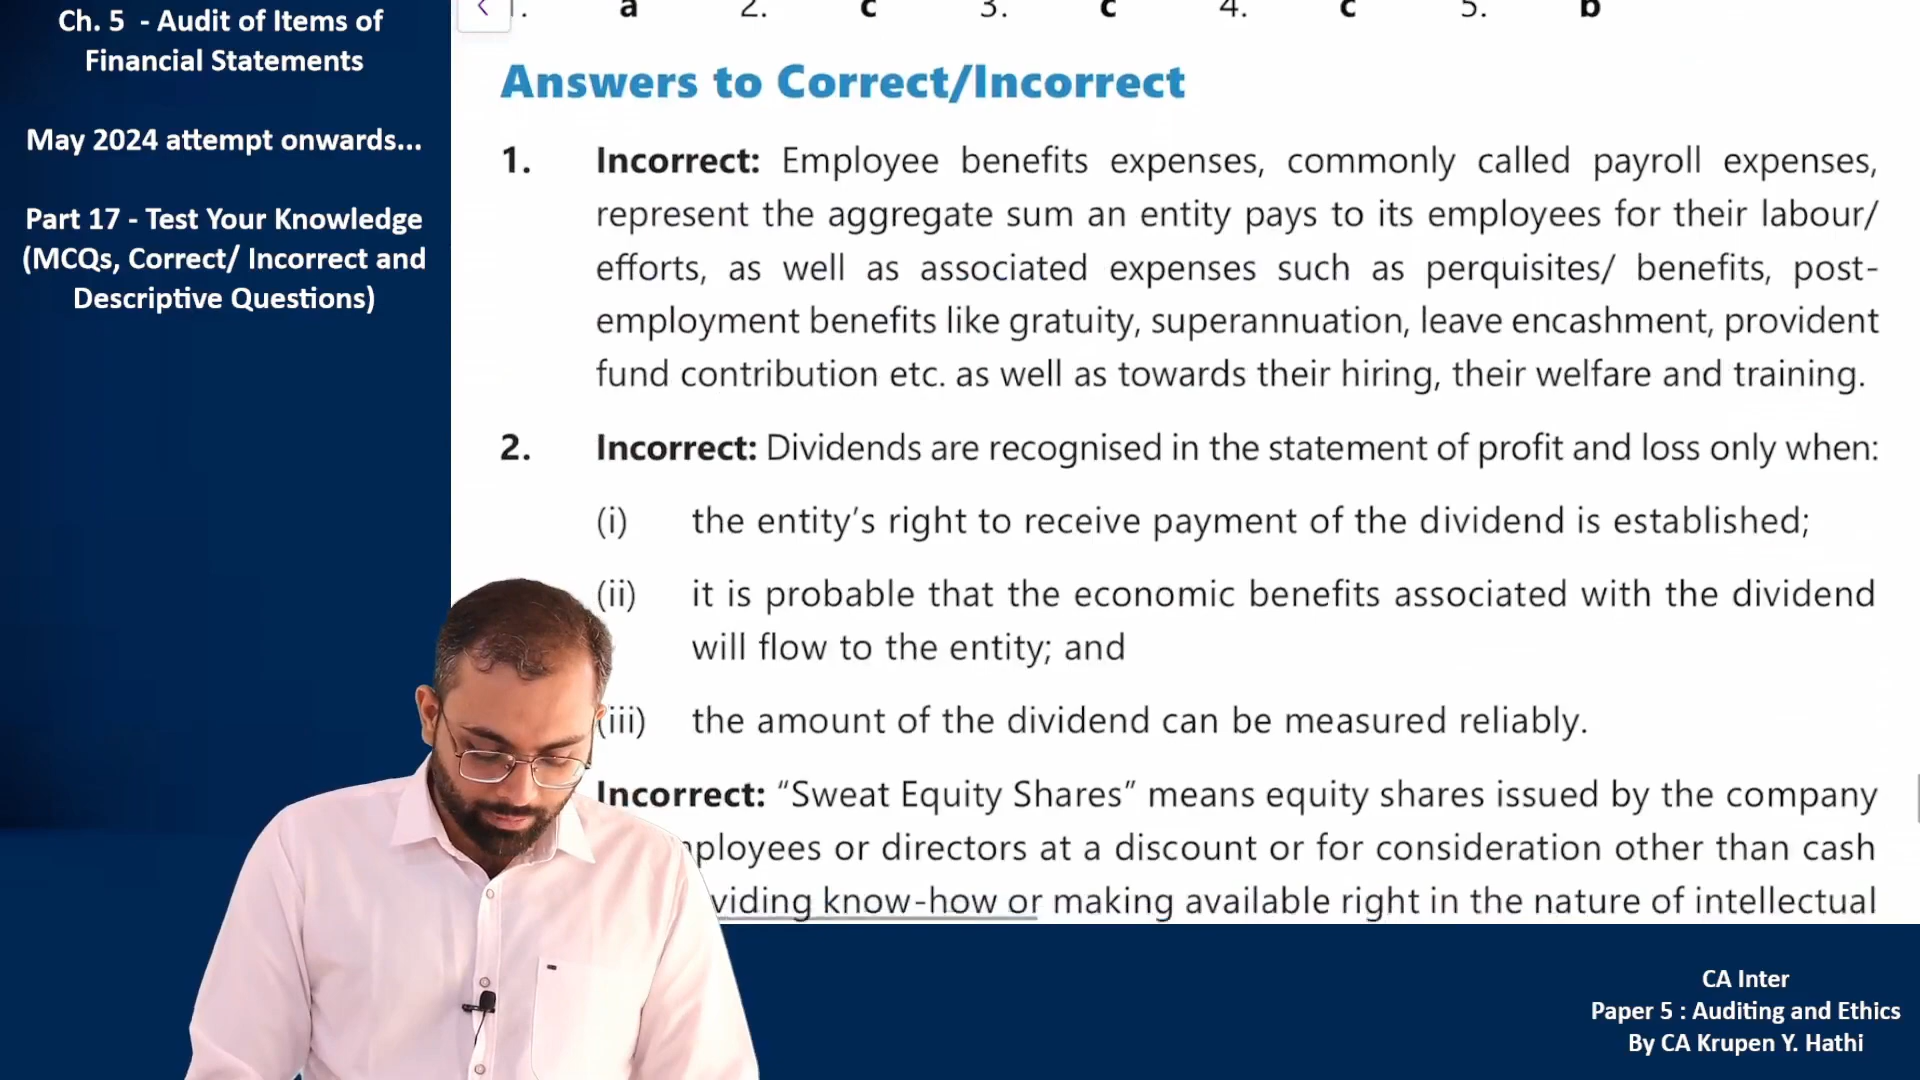 Ch. 5 - Audit of Items of
Financial Statements
May 2024 attempt onwards...
Part 17 - Test Your Knowledge
(MCQs, Correct/ Incorrect and
Descriptive Questions)
1. a 2. c 3. c 4. c 5. b
Answers to Correct/Incorrect
1. Incorrect: Employee benefits expenses, commonly called payroll expenses,
represent the aggregate sum an entity pays to its employees for their labour/
efforts, as well as associated expenses such as perquisites/ benefits, post-
employment benefits like gratuity, superannuation, leave encashment, provident
fund contribution etc. as well as towards their hiring, their welfare and training.
2. Incorrect: Dividends are recognised in the statement of profit and loss only when:
(i) the entity’s right to receive payment of the dividend is established;
(ii) it is probable that the economic benefits associated with the dividend
will flow to the entity; and
(iii) the amount of the dividend can be measured reliably.
Incorrect: “Sweat Equity Shares” means equity shares issued by the company
or directors at a discount or for consideration other than cash
know-how or making available right in the nature of intellectual
CA Inter
Paper 5 : Auditing and Ethics
By CA Krupen Y. Hathi